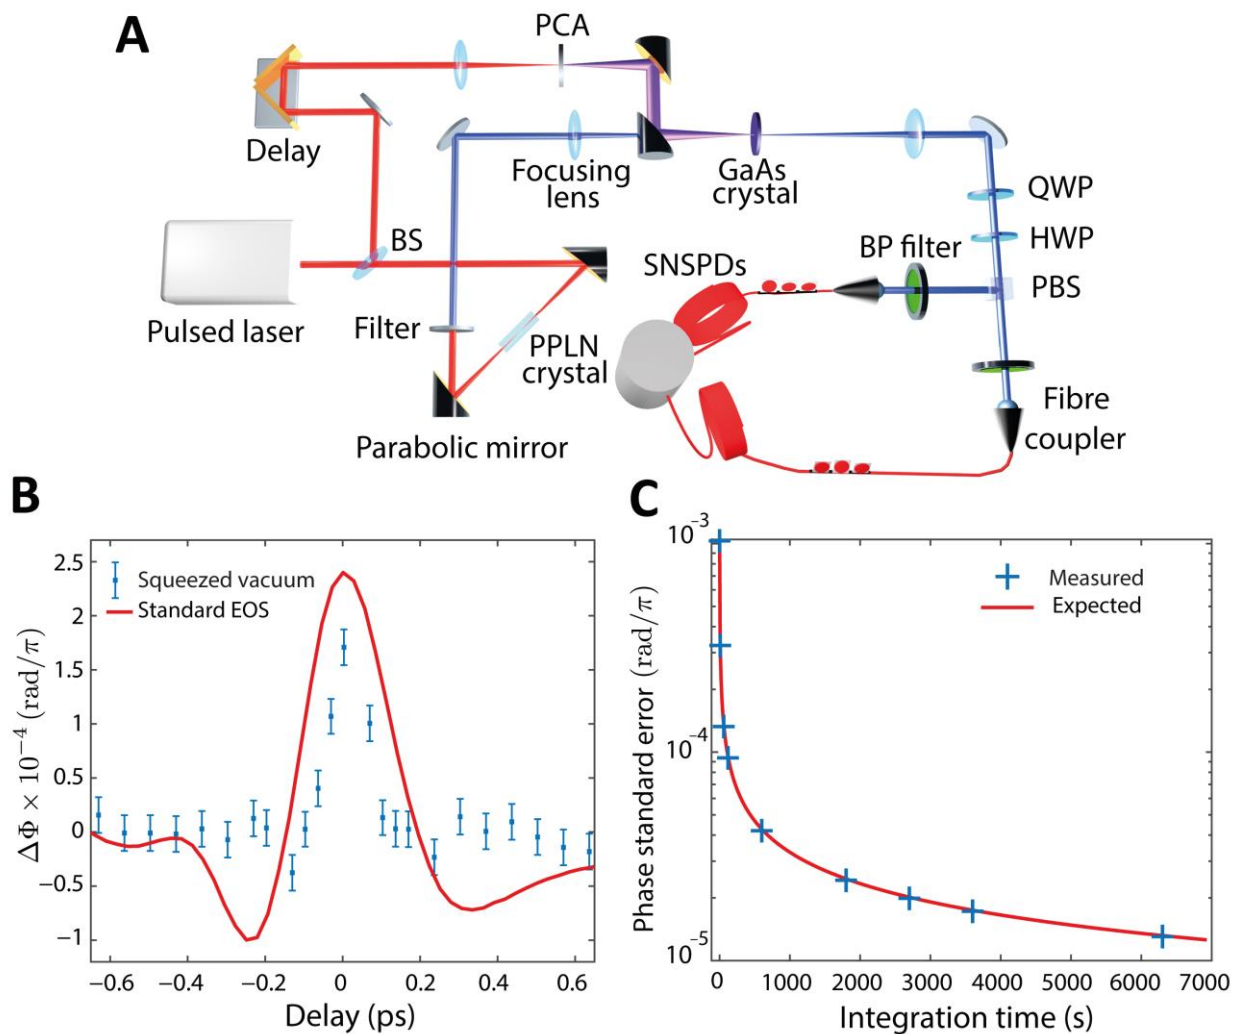 A
PCA
Delay
Focusing
lens
GaAs
crystal
QWP
HWP
BS
SNSPDs
BP filter
PBS
Pulsed laser
Filter
PPLN
crystal
Parabolic mirror
Fibre
coupler
B
ΔΦ × 10⁻⁴ (rad/π)
2.5
2
1.5
1
0.5
0
−0.5
−1
Squeezed vacuum
Standard EOS
−0.6 −0.4 −0.2 0 0.2 0.4 0.6
Delay (ps)
C
Phase standard error (rad/π)
10⁻³
10⁻⁴
10⁻⁵
Measured
Expected
0 1000 2000 3000 4000 5000 6000 7000
Integration time (s)